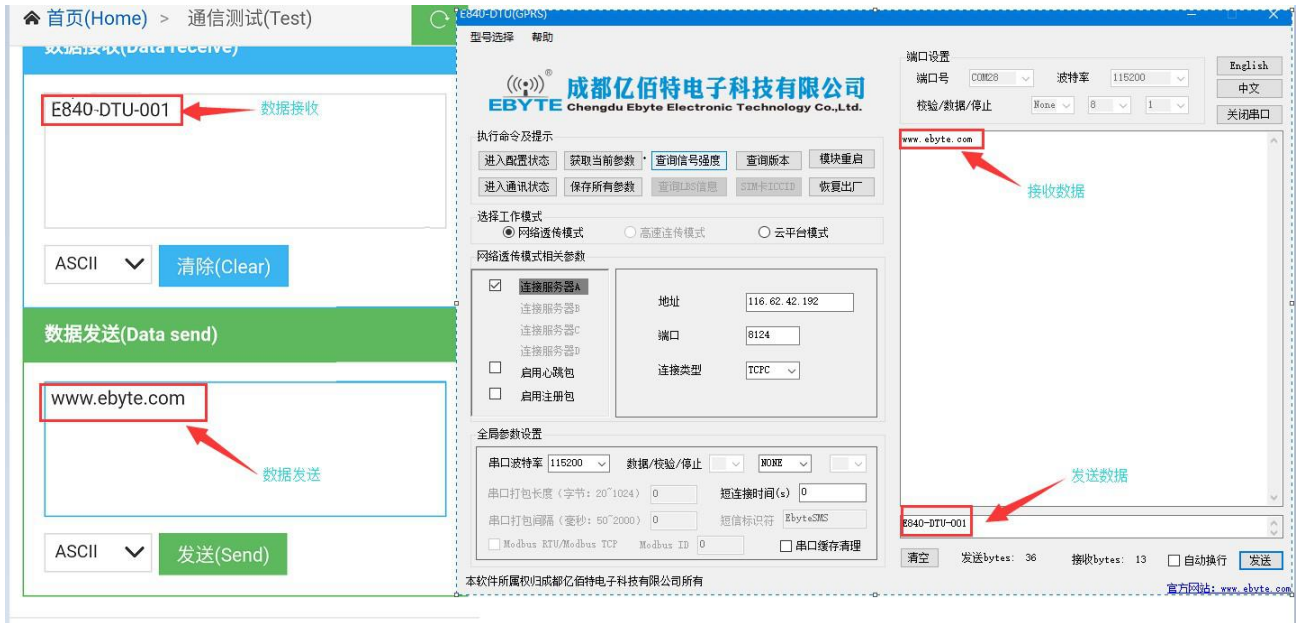 首页(Home) > 通信测试(Test)
数据接收(Data receive)
E840-DTU-001
数据接收
ASCII
清除(Clear)
数据发送(Data send)
www.ebyte.com
数据发送
ASCII
发送(Send)
E840-DTU(GPRS)
型号选择 帮助
((•))® 成都亿佰特电子科技有限公司
EBYTE Chengdu Ebyte Electronic Technology Co.,Ltd.
执行命令及提示
进入配置状态 获取当前参数 查询信号强度 查询版本 模块重启
进入通讯状态 保存所有参数 查询LBS信息 SIM卡ICCID 恢复出厂
选择工作模式
网络透传模式 高速连传模式 云平台模式
网络透传模式相关参数
连接服务器A
连接服务器B
连接服务器C
连接服务器D
启用心跳包
启用注册包
地址 116.62.42.192
端口 8124
连接类型 TCPC
全局参数设置
串口波特率 115200 数据/校验/停止 NONE
串口打包长度 (字节: 20~1024) 0 短连接时间(s) 0
串口打包间隔 (毫秒: 50~2000) 0 短信标识符 EbyteSMS
Modbus RTU/Modbus TCP Modbus ID 0 串口缓存清理
本软件所属权归成都亿佰特电子科技有限公司所有
端口设置
端口号 COM28 波特率 115200
校验/数据/停止 None 8 1
English
中文
关闭串口
www.ebyte.com
接收数据
发送数据
E840-DTU-001
清空 发送bytes: 36 接收bytes: 13 自动换行 发送
官方网站: www.ebyte.com